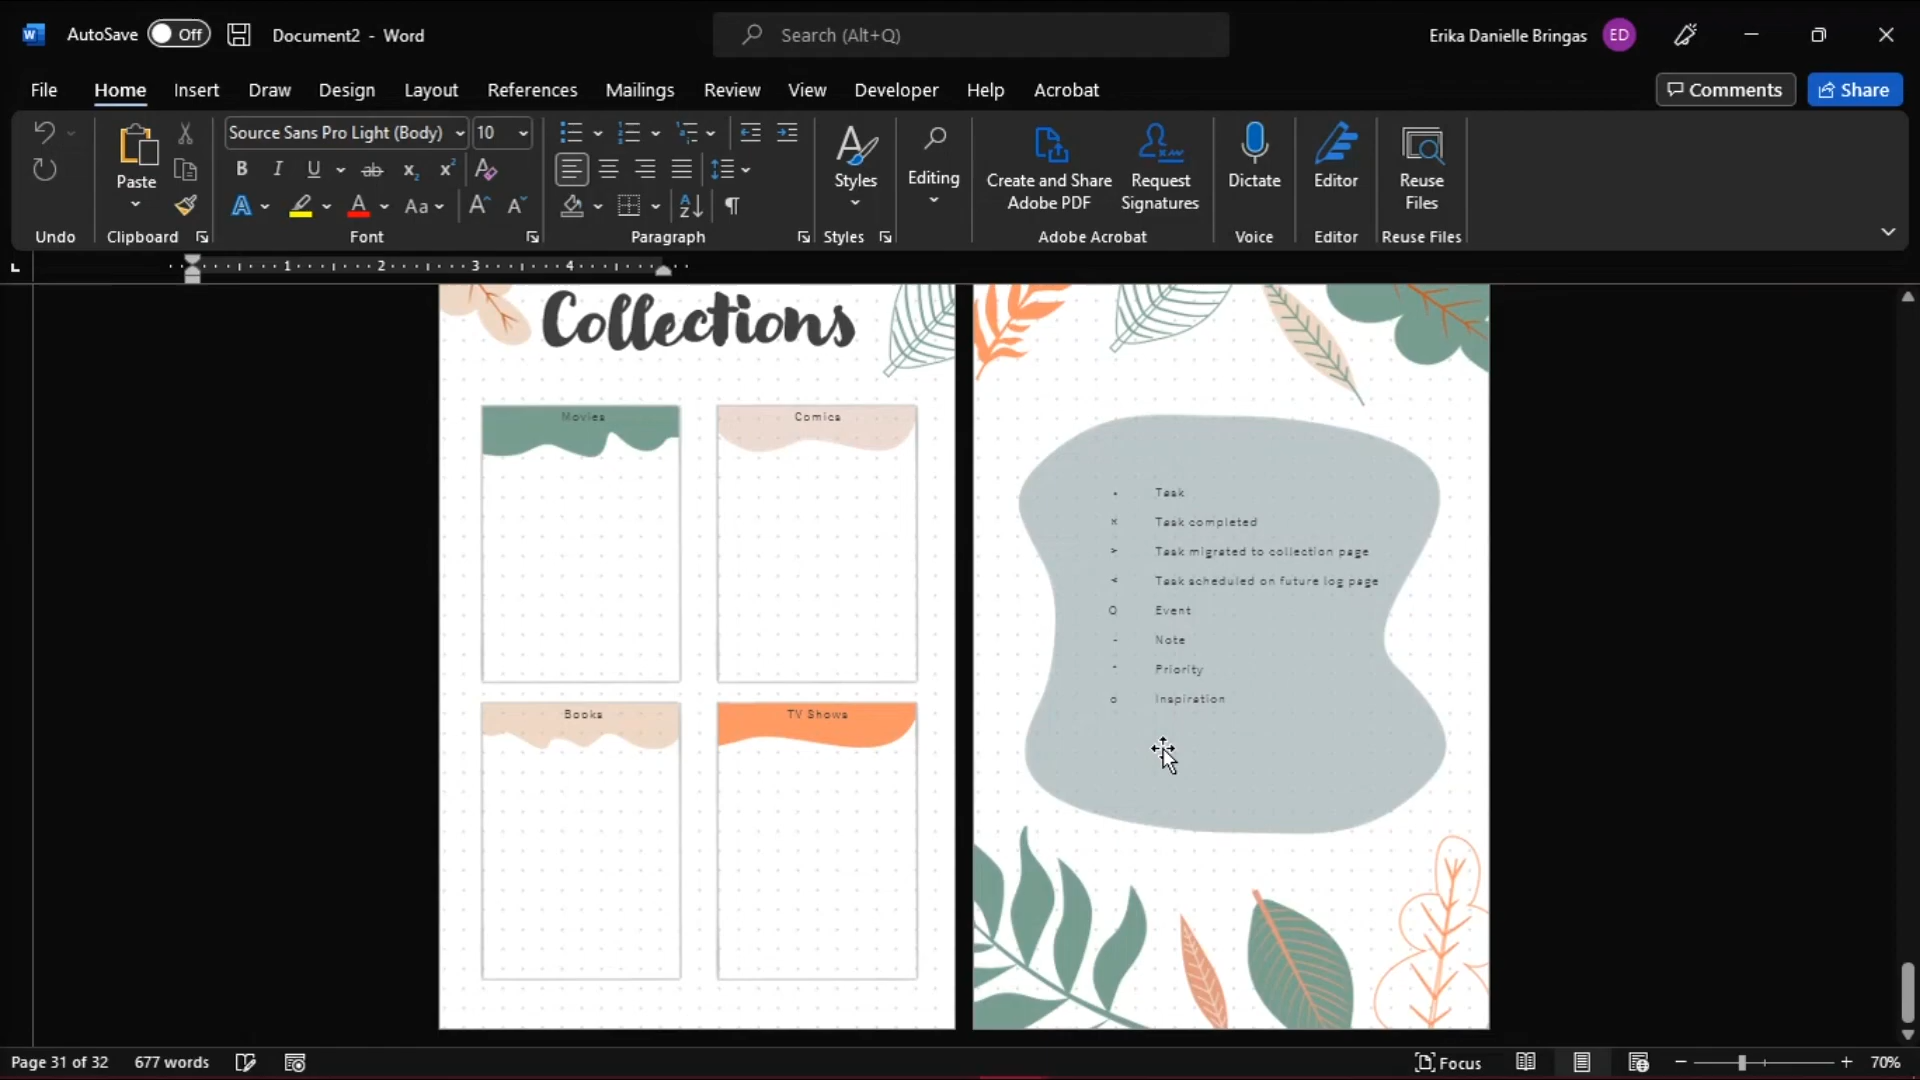 AutoSave Off Document2 - Word Search (Alt+Q) Erika Danielle Bringas ED
File Home Insert Draw Design Layout References Mailings Review View Developer Help Acrobat Comments Share
Source Sans Pro Light (Body) 10
Paste Styles Editing Create and Share Adobe PDF Request Signatures Dictate Editor Reuse Files
Undo Clipboard Font Paragraph Styles Adobe Acrobat Voice Editor Reuse Files
1 2 3 4
Collections
Movies
Comics
Books
TV Shows
• Task
x Task completed
> Task migrated to collection page
< Task scheduled on future log page
O Event
- Note
* Priority
o Inspiration
Page 31 of 32 677 words Focus 70%